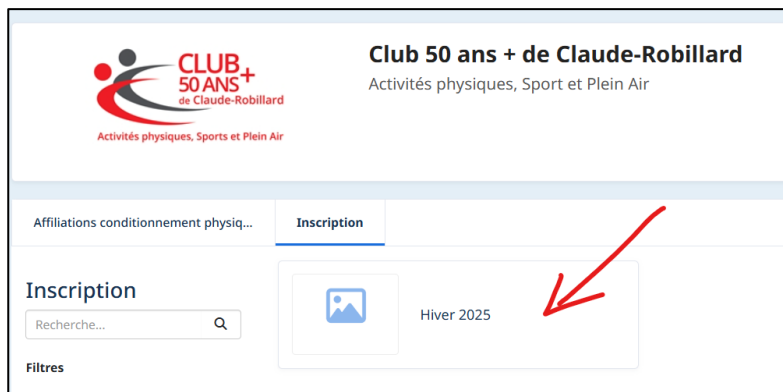 CLUB+
50 ANS
de Claude-Robillard
Activités physiques, Sports et Plein Air
Club 50 ans + de Claude-Robillard
Activités physiques, Sport et Plein Air
Affiliations conditionnement physiq...
Inscription
Inscription
Recherche...
Filtres
Hiver 2025